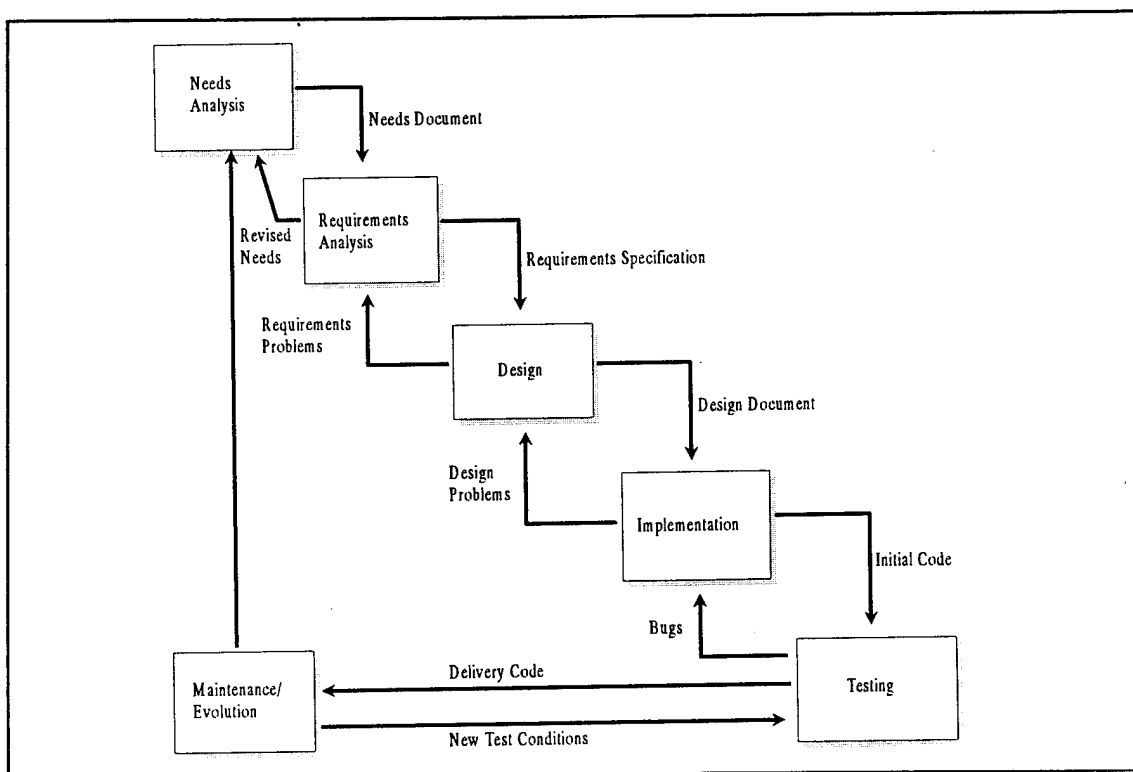 Needs
Analysis
Needs Document
Requirements
Analysis
Revised
Needs
Requirements Specification
Requirements
Problems
Design
Design Document
Design
Problems
Implementation
Initial Code
Bugs
Delivery Code
Testing
Maintenance/
Evolution
New Test Conditions